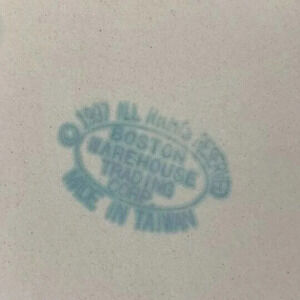 © 1997 ALL RIGHTS RESERVED
BOSTON
WAREHOUSE
TRADING
CORP.
MADE IN TAIWAN